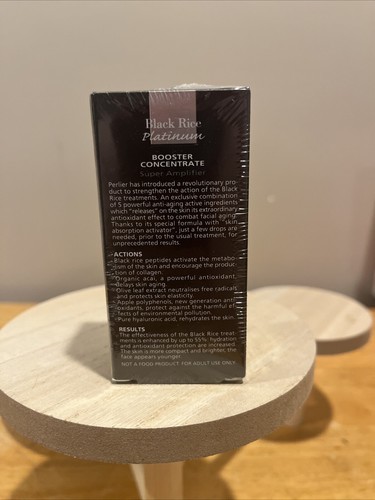 Black Rice
Platinum
BOOSTER
CONCENTRATE
Super Amplifier
Perlier has introduced a revolutionary pro-
duct to strengthen the action of the Black
Rice treatments. An exclusive combination
of 5 powerful anti-aging active ingredients
which "releases" on the skin its extraordinary
antioxidant effect to combat facial aging.
Thanks to its special formula with "skin
absorption activator", just a few drops are
needed, prior to the usual treatment, for
unprecedented results.
ACTIONS
- Black rice peptides activate the metabo-
lism of the skin and encourage the produc-
tion of collagen.
- Organic acai, a powerful antioxidant,
delays skin aging.
- Olive leaf extract neutralises free radicals
and protects skin elasticity.
- Apple polyphenols, new generation anti-
oxidants, protect against the harmful ef-
fects of environmental pollution.
- Pure hyaluronic acid, rehydrates the skin.
RESULTS
The effectiveness of the Black Rice treat-
ments is enhanced by up to 55%; hydration
and antioxidant protection are increased.
The skin is more compact and brighter, the
face appears younger.
NOT A FOOD PRODUCT. FOR ADULT USE ONLY.